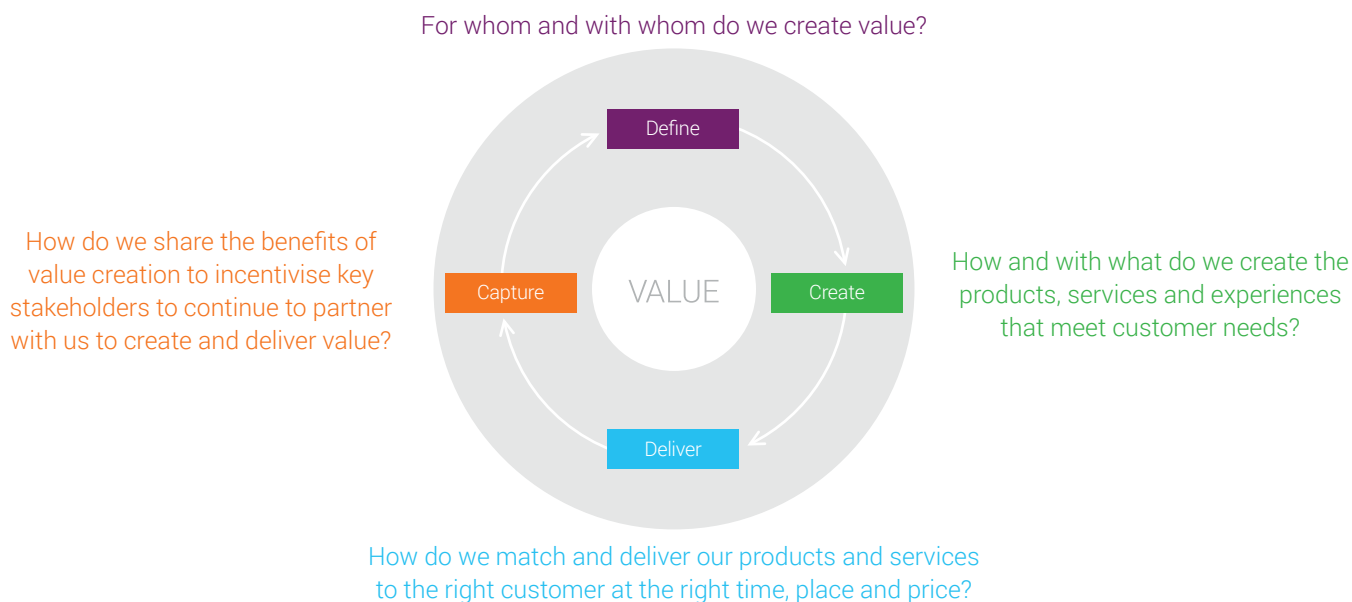 For whom and with whom do we create value?
Define
How do we share the benefits of
value creation to incentivise key
stakeholders to continue to partner
with us to create and deliver value?
Capture
VALUE
Create
How and with what do we create the
products, services and experiences
that meet customer needs?
Deliver
How do we match and deliver our products and services
to the right customer at the right time, place and price?